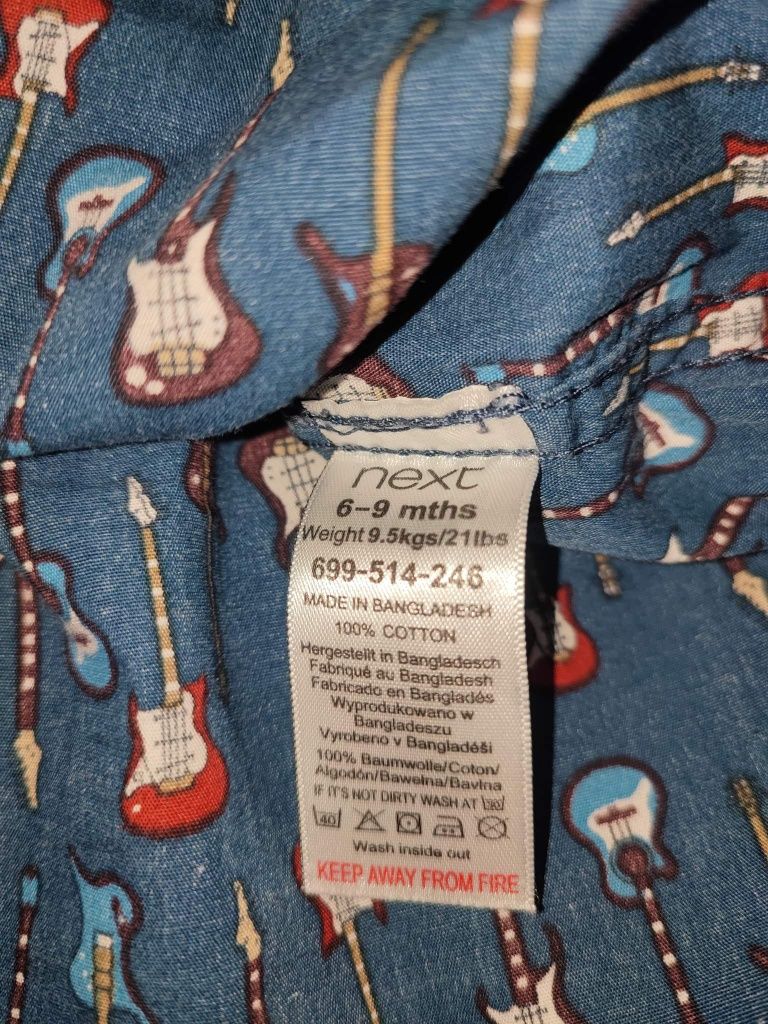 next
6-9 mths
Weight 9.5kgs/21lbs
699-514-246
MADE IN BANGLADESH
100% COTTON
Hergestellt in Bangladesch
Fabriqué au Bangladesh
Fabricado en Bangladés
Wyprodukowano w
Bangladeszu
Vyrobeno v Bangladéši
100% Baumwolle/Coton/
Algodón/Bawełna/Bavlna
IF IT'S NOT DIRTY WASH AT 30
40
Wash inside out
KEEP AWAY FROM FIRE